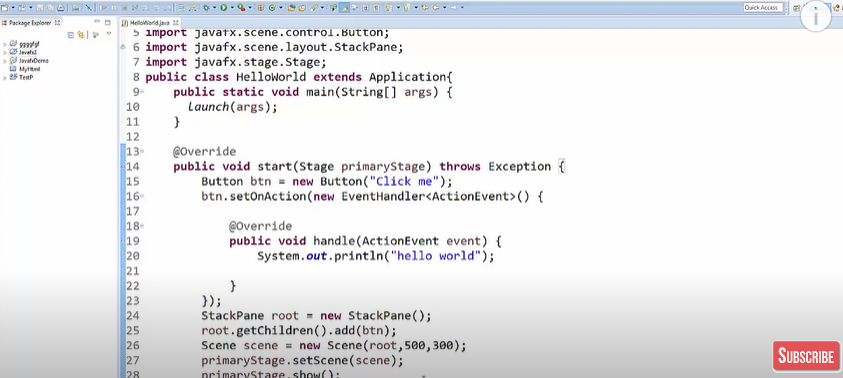 Quick Access
Package Explorer
HelloWorld.java
ggggfgf
Javafx2
JavafxDemo
MyHtml
TestP
5 import javafx.scene.control.Button;
6 import javafx.scene.layout.StackPane;
7 import javafx.stage.Stage;
8 public class HelloWorld extends Application{
9 public static void main(String[] args) {
10 launch(args);
11 }
12
13 @Override
14 public void start(Stage primaryStage) throws Exception {
15 Button btn = new Button("Click me");
16 btn.setOnAction(new EventHandler<ActionEvent>() {
17
18 @Override
19 public void handle(ActionEvent event) {
20 System.out.println("hello world");
21
22 }
23 });
24 StackPane root = new StackPane();
25 root.getChildren().add(btn);
26 Scene scene = new Scene(root,500,300);
27 primaryStage.setScene(scene);
28 primaryStage.show();
SUBSCRIBE